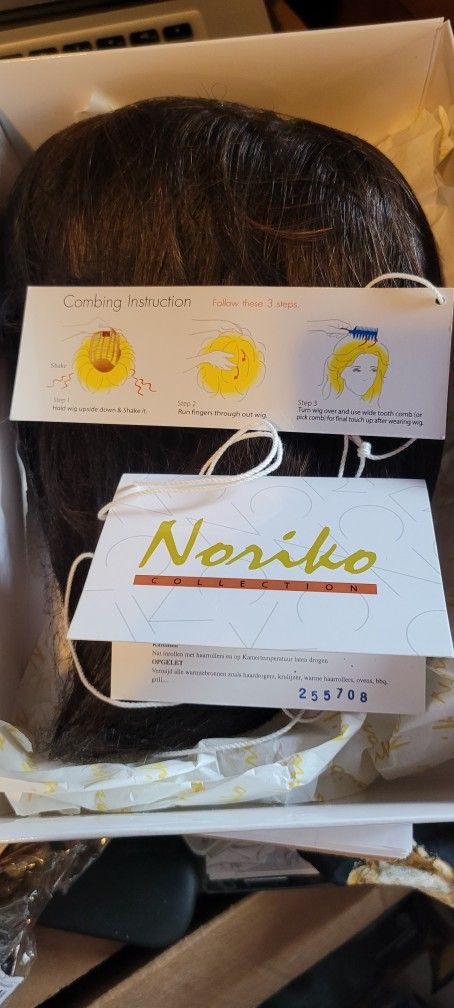 Combing Instruction Follow these 3 steps.
Shake
Step 1
Hold wig upside down & Shake it.
Step 2
Run fingers through out wig.
Step 3
Turn wig over and use wide tooth comb (or
pick comb) for final touch up after wearing wig.
Noriko
COLLECTION
Nat inrollen met haarrollers en op Kamertemperatuur laten drogen
OPGELET
Vermijd alle warmtebronnen zoals haardrogers, krulijzer, warme haarrollers, ovens, bbq,
grill,...
255708